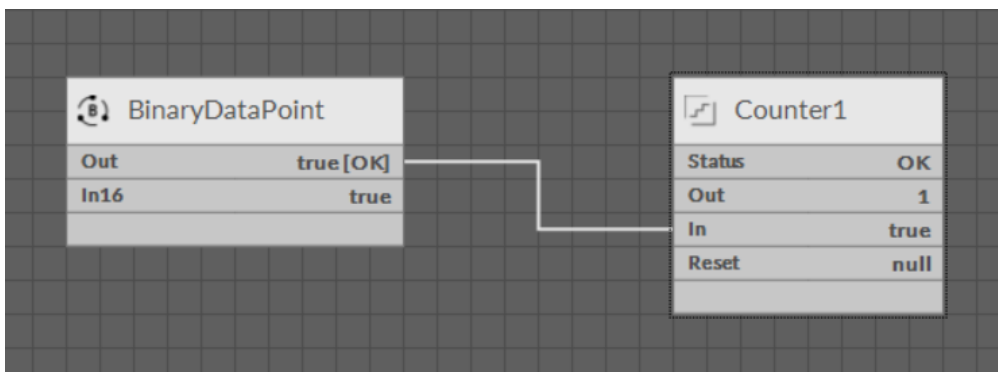 BinaryDataPoint
Out true [OK]
In16 true
Counter1
Status OK
Out 1
In true
Reset null